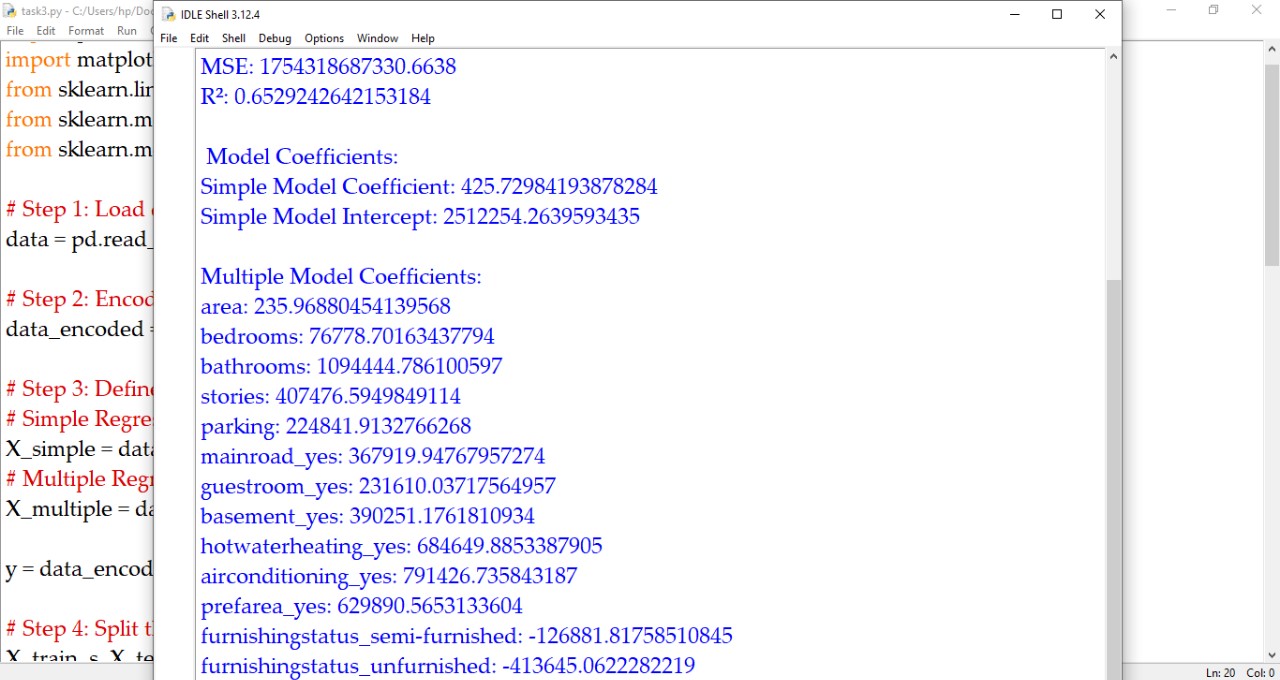 task3.py - C:/Users/hp/Doc
File Edit Format Run
import matplot
from sklearn.lin
from sklearn.m
from sklearn.m
# Step 1: Load
data = pd.read_
# Step 2: Encod
data_encoded =
# Step 3: Define
# Simple Regre
X_simple = data
# Multiple Regr
X_multiple = da
y = data_encod
# Step 4: Split t
X_train_s, X_te
IDLE Shell 3.12.4
File Edit Shell Debug Options Window Help
MSE: 1754318687330.6638
R²: 0.6529242642153184
Model Coefficients:
Simple Model Coefficient: 425.72984193878284
Simple Model Intercept: 2512254.2639593435
Multiple Model Coefficients:
area: 235.96880454139568
bedrooms: 76778.70163437794
bathrooms: 1094444.786100597
stories: 407476.5949849114
parking: 224841.9132766268
mainroad_yes: 367919.94767957274
guestroom_yes: 231610.03717564957
basement_yes: 390251.1761810934
hotwaterheating_yes: 684649.8853387905
airconditioning_yes: 791426.735843187
prefarea_yes: 629890.5653133604
furnishingstatus_semi-furnished: -126881.81758510845
furnishingstatus_unfurnished: -413645.0622282219
Ln: 20 Col: 0